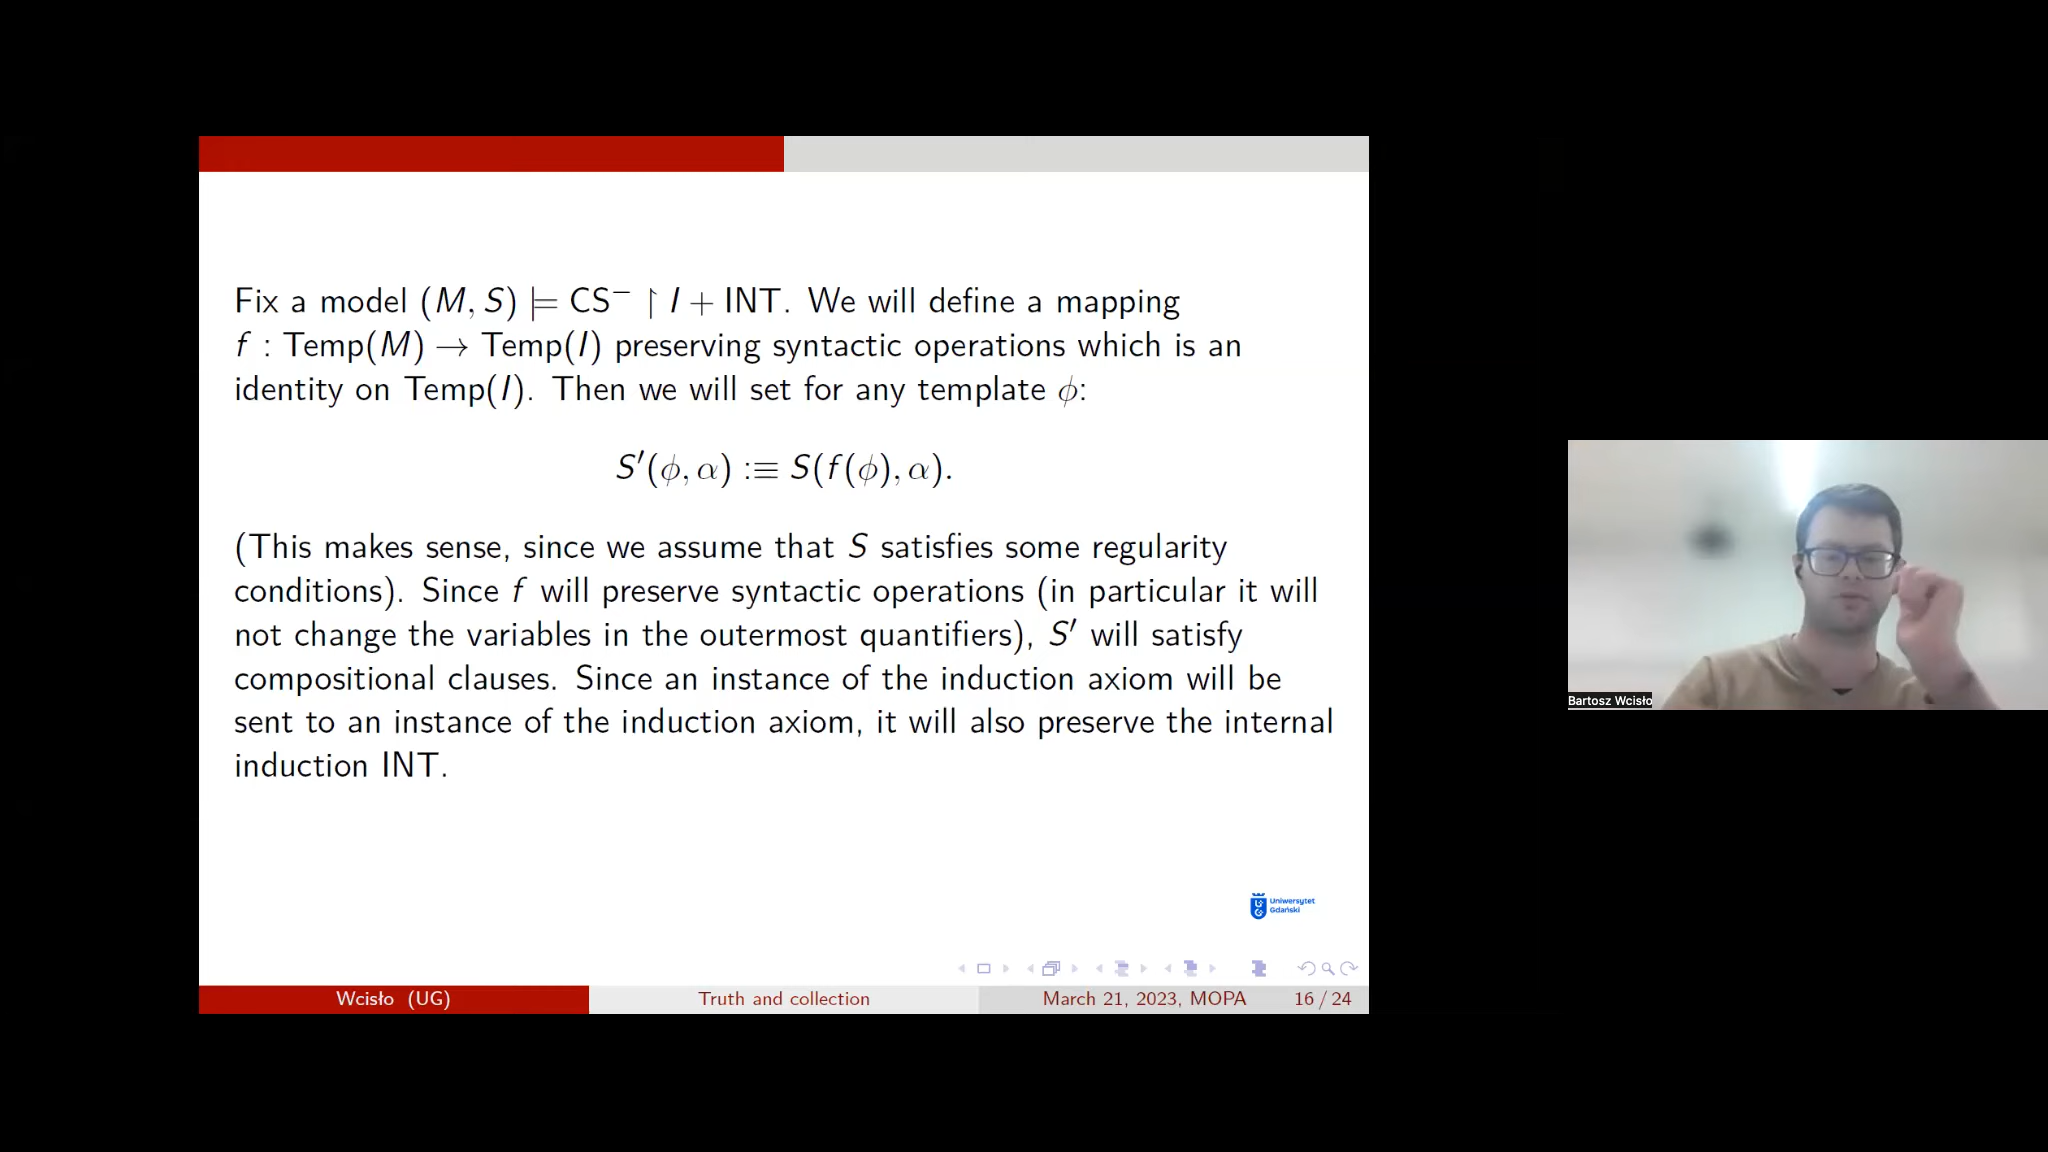 Fix a model (M, S) ⊨ CS⁻ ↾ I + INT. We will define a mapping
f : Temp(M) → Temp(I) preserving syntactic operations which is an
identity on Temp(I). Then we will set for any template ϕ:
S′(ϕ, α) :≡ S(f(ϕ), α).
(This makes sense, since we assume that S satisfies some regularity
conditions). Since f will preserve syntactic operations (in particular it will
not change the variables in the outermost quantifiers), S′ will satisfy
compositional clauses. Since an instance of the induction axiom will be
sent to an instance of the induction axiom, it will also preserve the internal
induction INT.
Uniwersytet
Gdański
Wcisło (UG) Truth and collection March 21, 2023, MOPA 16 / 24
Bartosz Wcisło